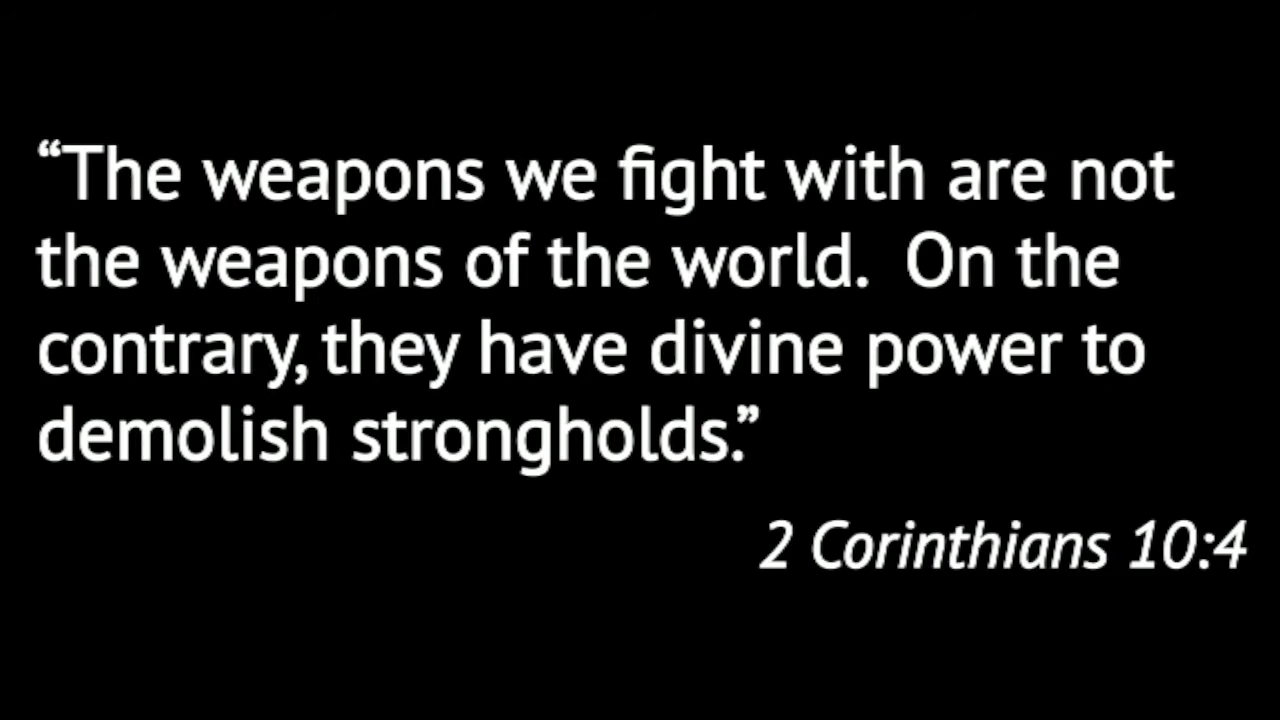 “The weapons we fight with are not
the weapons of the world.  On the
contrary, they have divine power to
demolish strongholds.”
2 Corinthians 10:4